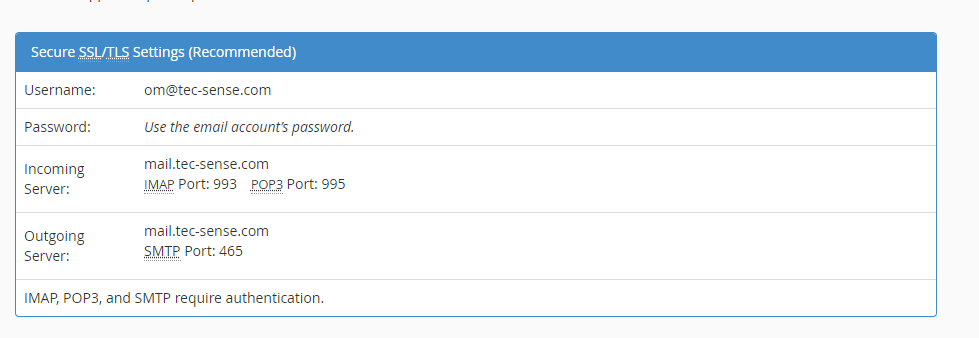 Secure SSL/TLS Settings (Recommended)
Username: om@tec-sense.com
Password: Use the email account’s password.
Incoming Server: mail.tec-sense.com
IMAP Port: 993 POP3 Port: 995
Outgoing Server: mail.tec-sense.com
SMTP Port: 465
IMAP, POP3, and SMTP require authentication.